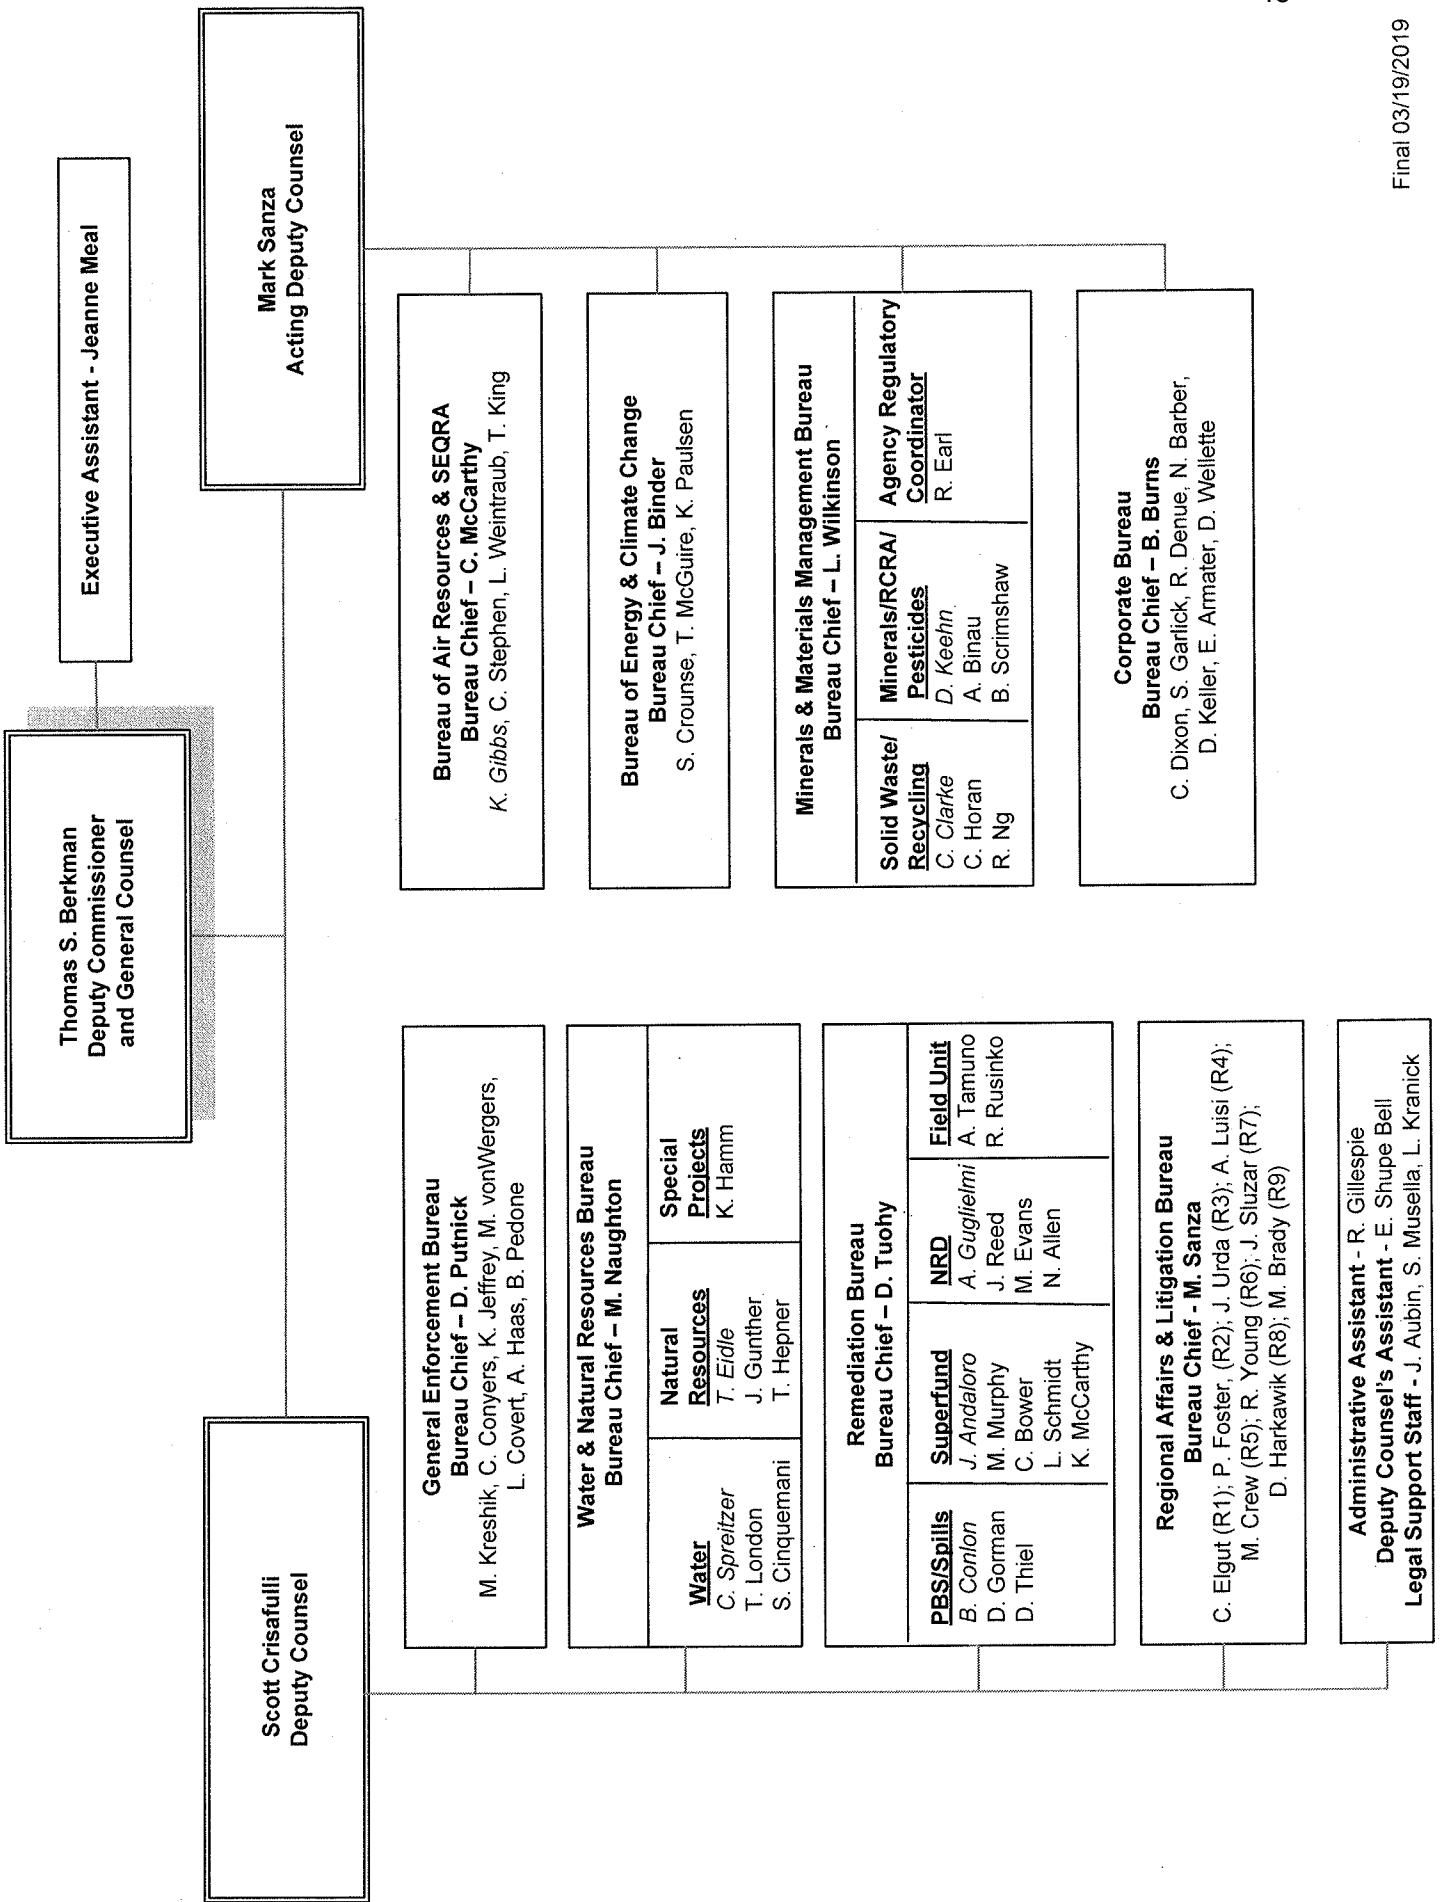 Thomas S. Berkman
Deputy Commissioner
and General Counsel
Executive Assistant - Jeanne Meal
Scott Crisafulli
Deputy Counsel
Mark Sanza
Acting Deputy Counsel
General Enforcement Bureau
Bureau Chief – D. Putnick
M. Kreshik, C. Conyers, K. Jeffrey, M. vonWergers,
L. Covert, A. Haas, B. Pedone
Water & Natural Resources Bureau
Bureau Chief – M. Naughton
Water
C. Spreitzer
T. London
S. Cinquemani
Natural
Resources
T. Eidle
J. Gunther
T. Hepner
Special
Projects
K. Hamm
Remediation Bureau
Bureau Chief – D. Tuohy
PBS/Spills
B. Conlon
D. Gorman
D. Thiel
Superfund
J. Andaloro
M. Murphy
C. Bower
L. Schmidt
K. McCarthy
NRD
A. Guglielmi
J. Reed
M. Evans
N. Allen
Field Unit
A. Tamuno
R. Rusinko
Regional Affairs & Litigation Bureau
Bureau Chief - M. Sanza
C. Elgut (R1); P. Foster, (R2); J. Urda (R3); A. Luisi (R4);
M. Crew (R5); R. Young (R6); J. Sluzar (R7);
D. Harkawik (R8); M. Brady (R9)
Administrative Assistant - R. Gillespie
Deputy Counsel's Assistant - E. Shupe Bell
Legal Support Staff - J. Aubin, S. Musella, L. Kranick
Bureau of Air Resources & SEQRA
Bureau Chief – C. McCarthy
K. Gibbs, C. Stephen, L. Weintraub, T. King
Bureau of Energy & Climate Change
Bureau Chief – J. Binder
S. Crounse, T. McGuire, K. Paulsen
Minerals & Materials Management Bureau
Bureau Chief – L. Wilkinson
Solid Waste/
Recycling
C. Clarke
C. Horan
R. Ng
Minerals/RCRA/
Pesticides
D. Keehn
A. Binau
B. Scrimshaw
Agency Regulatory
Coordinator
R. Earl
Corporate Bureau
Bureau Chief – B. Burns
C. Dixon, S. Garlick, R. Denue, N. Barber,
D. Keller, E. Armater, D. Wellette
Final 03/19/2019